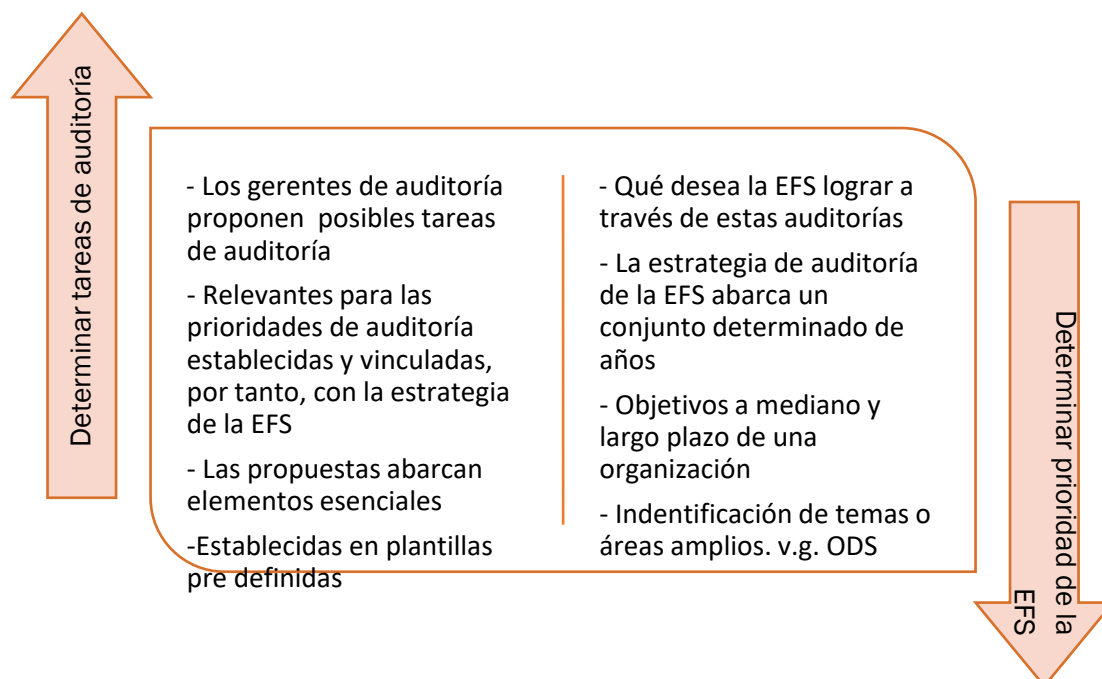 Determinar tareas de auditoría
- Los gerentes de auditoría
proponen posibles tareas
de auditoría
- Relevantes para las
prioridades de auditoría
establecidas y vinculadas,
por tanto, con la estrategia
de la EFS
- Las propuestas abarcan
elementos esenciales
-Establecidas en plantillas
pre definidas
- Qué desea la EFS lograr a
través de estas auditorías
- La estrategia de auditoría
de la EFS abarca un
conjunto determinado de
años
- Objetivos a mediano y
largo plazo de una
organización
- Indentificación de temas o
áreas amplios. v.g. ODS
Determinar prioridad de la
EFS